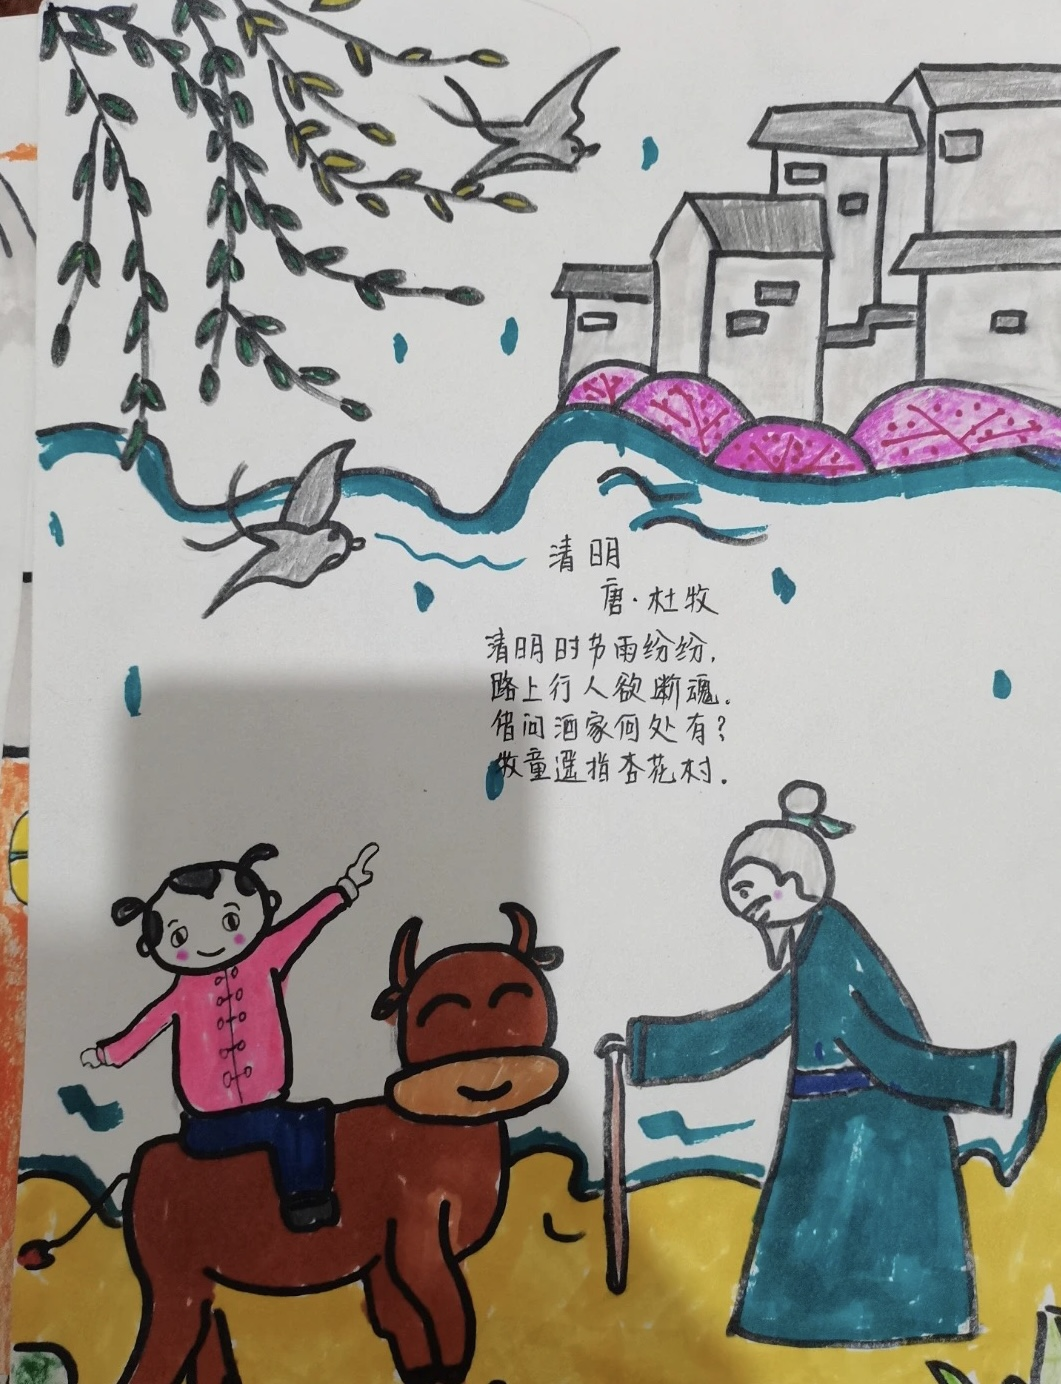 清明
唐·杜牧
清明时节雨纷纷,
路上行人欲断魂.
借问酒家何处有?
牧童遥指杏花村.